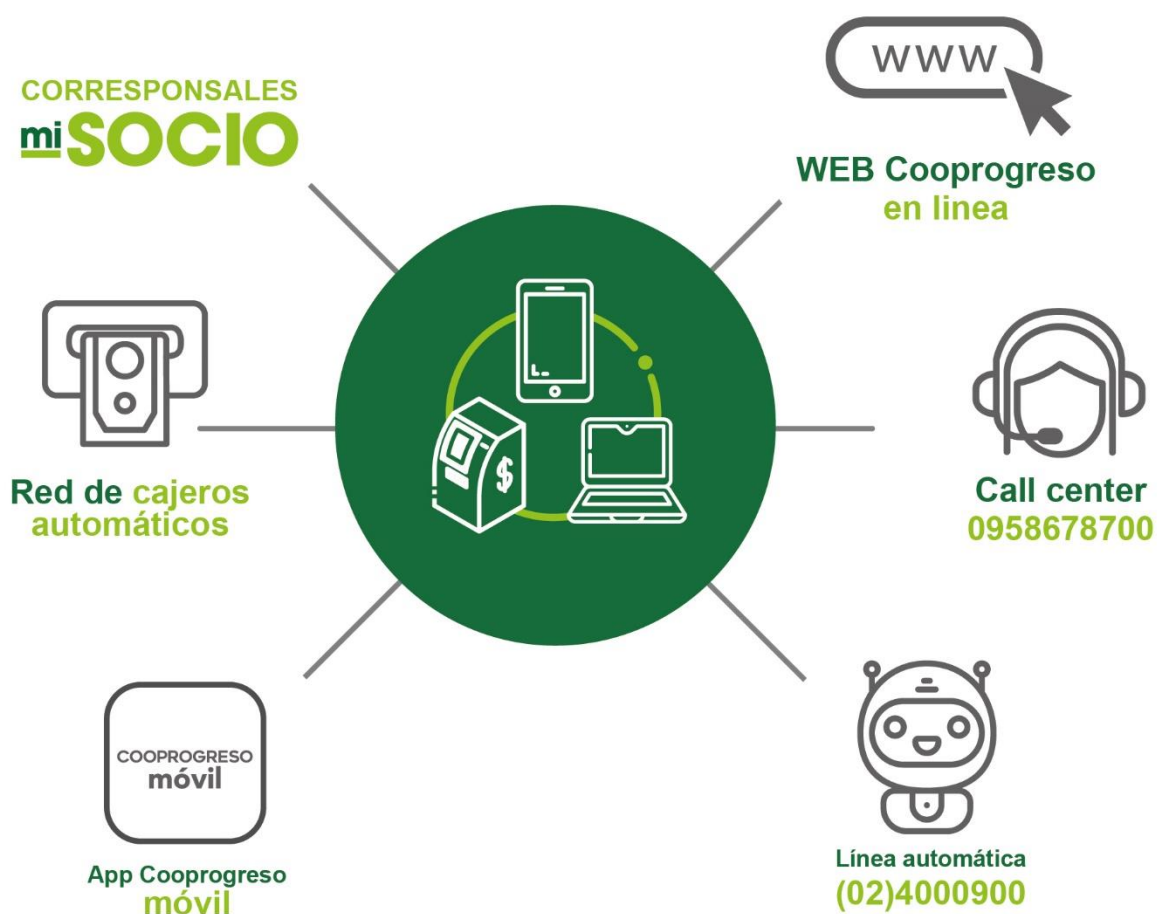 CORRESPONSALES
mi SOCIO
www
WEB Cooprogreso
en linea
Red de cajeros
automáticos
$
Call center
0958678700
COOPROGRESO
móvil
App Cooprogreso
móvil
Línea automática
(02)4000900